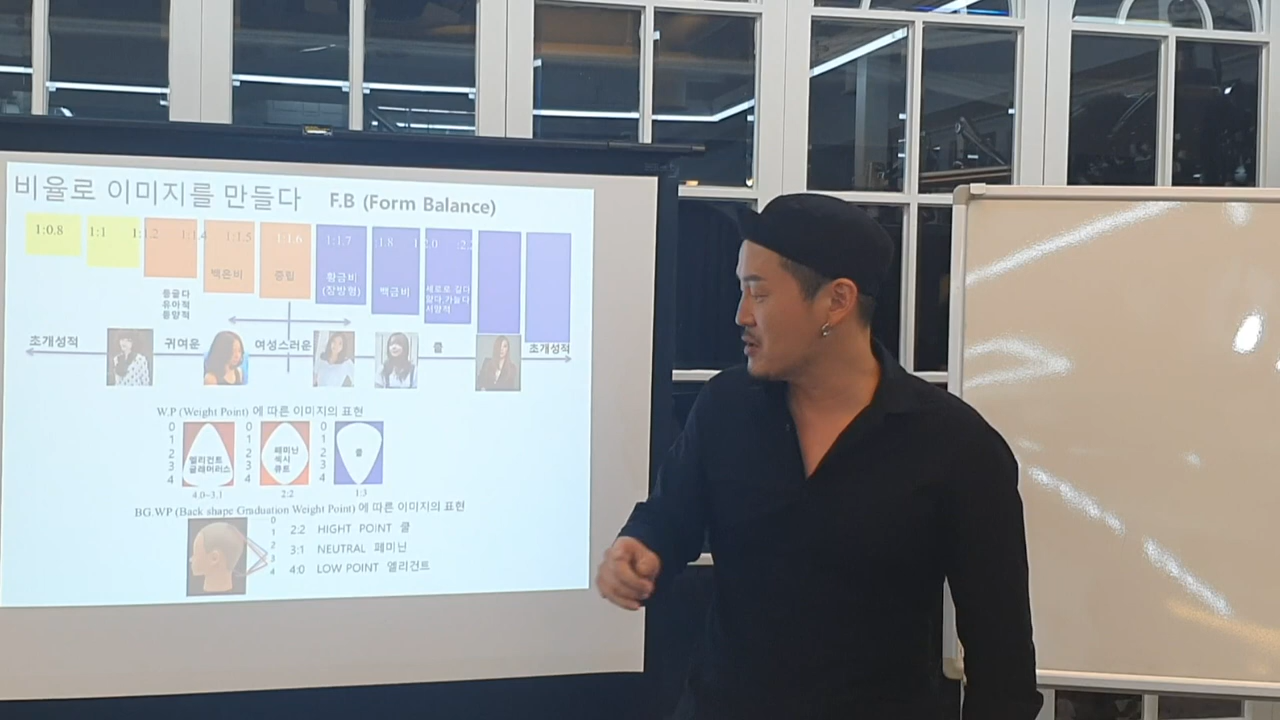 비율로 이미지를 만들다 F.B (Form Balance)
1:0.8 1:1 1:1.2 1:1.4 1:1.5 1:1.6 1:1.7 1:8 2.0 :2.
백은비 중립 황금비 (장방형) 백금비 세로로 길다 얇다,가늘다 서양적
둥글다
유아적
동양적
초개성적 귀여운 여성스러운 쿨 초개성적
W.P (Weight Point) 에 따른 이미지의 표현
0 1 2 3 4 엘리건트 글래머러스 0 1 2 3 4 페미닌 섹시 큐트 0 1 2 3 4 쿨
4.0~3.1 2:2 1:3
BG.WP (Back shape Graduation Weight Point) 에 따른 이미지의 표현
0 1 2 3 4
2:2 HIGHT POINT 쿨
3:1 NEUTRAL 페미닌
4:0 LOW POINT 엘리건트